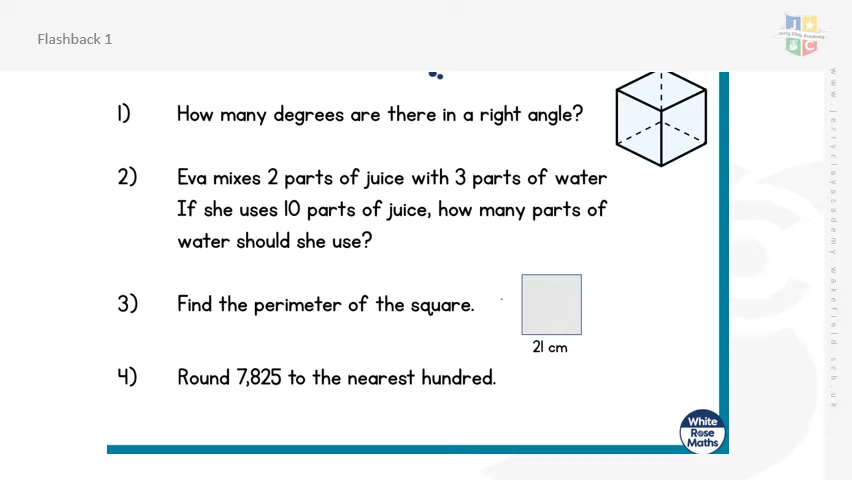 Flashback 1
J
C
Jerry Clay Academy
1) How many degrees are there in a right angle?
2) Eva mixes 2 parts of juice with 3 parts of water
If she uses 10 parts of juice, how many parts of
water should she use?
3) Find the perimeter of the square.
21 cm
4) Round 7,825 to the nearest hundred.
White
Rose
Maths
www.jerryclayacademy.wakefield.sch.uk